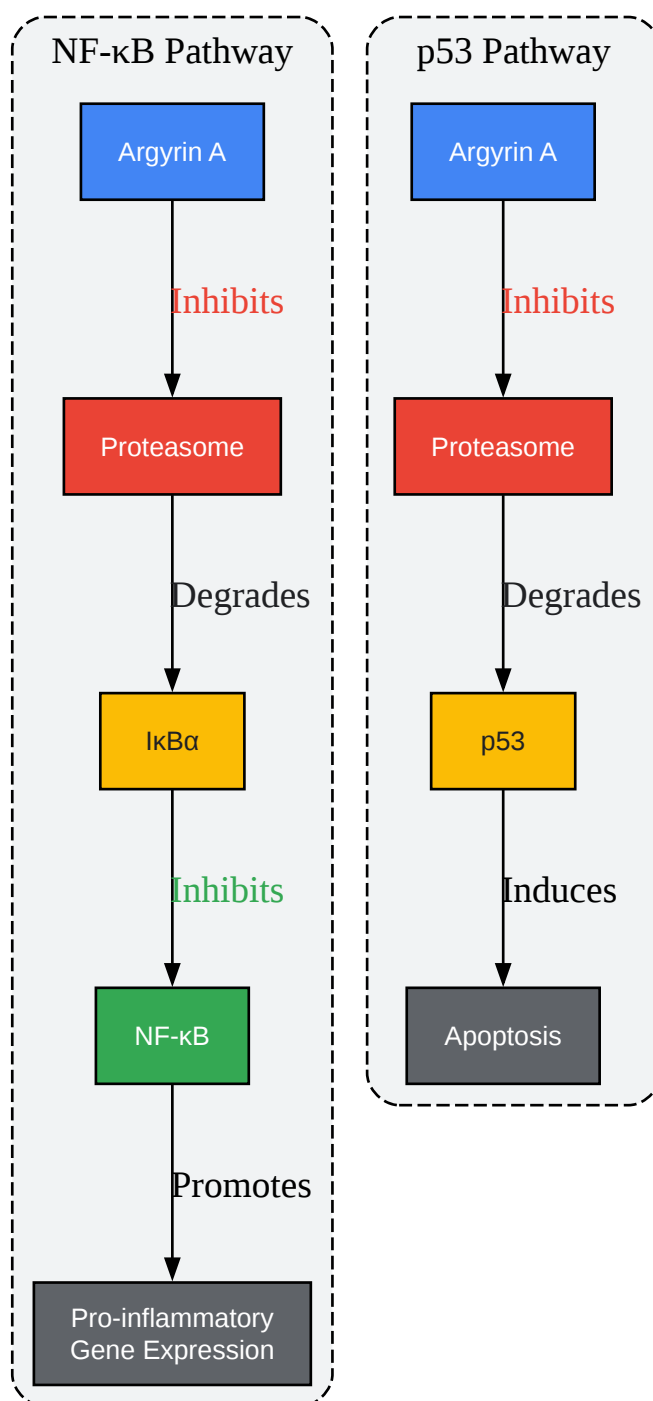 NF-κB Pathway
Argyrin A
Inhibits
Proteasome
Degrades
IκBα
Inhibits
NF-κB
Promotes
Pro-inflammatory
Gene Expression
p53 Pathway
Argyrin A
Inhibits
Proteasome
Degrades
p53
Induces
Apoptosis